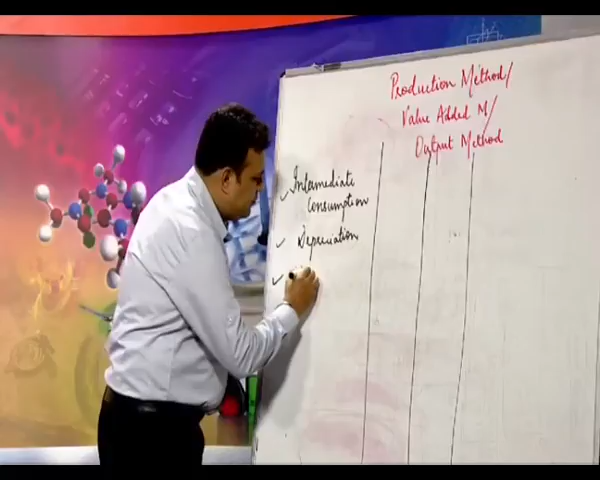 Production Method/
Value Added M/
Output Method
✓ Intermediate
Consumption
✓ Depreciation
✓